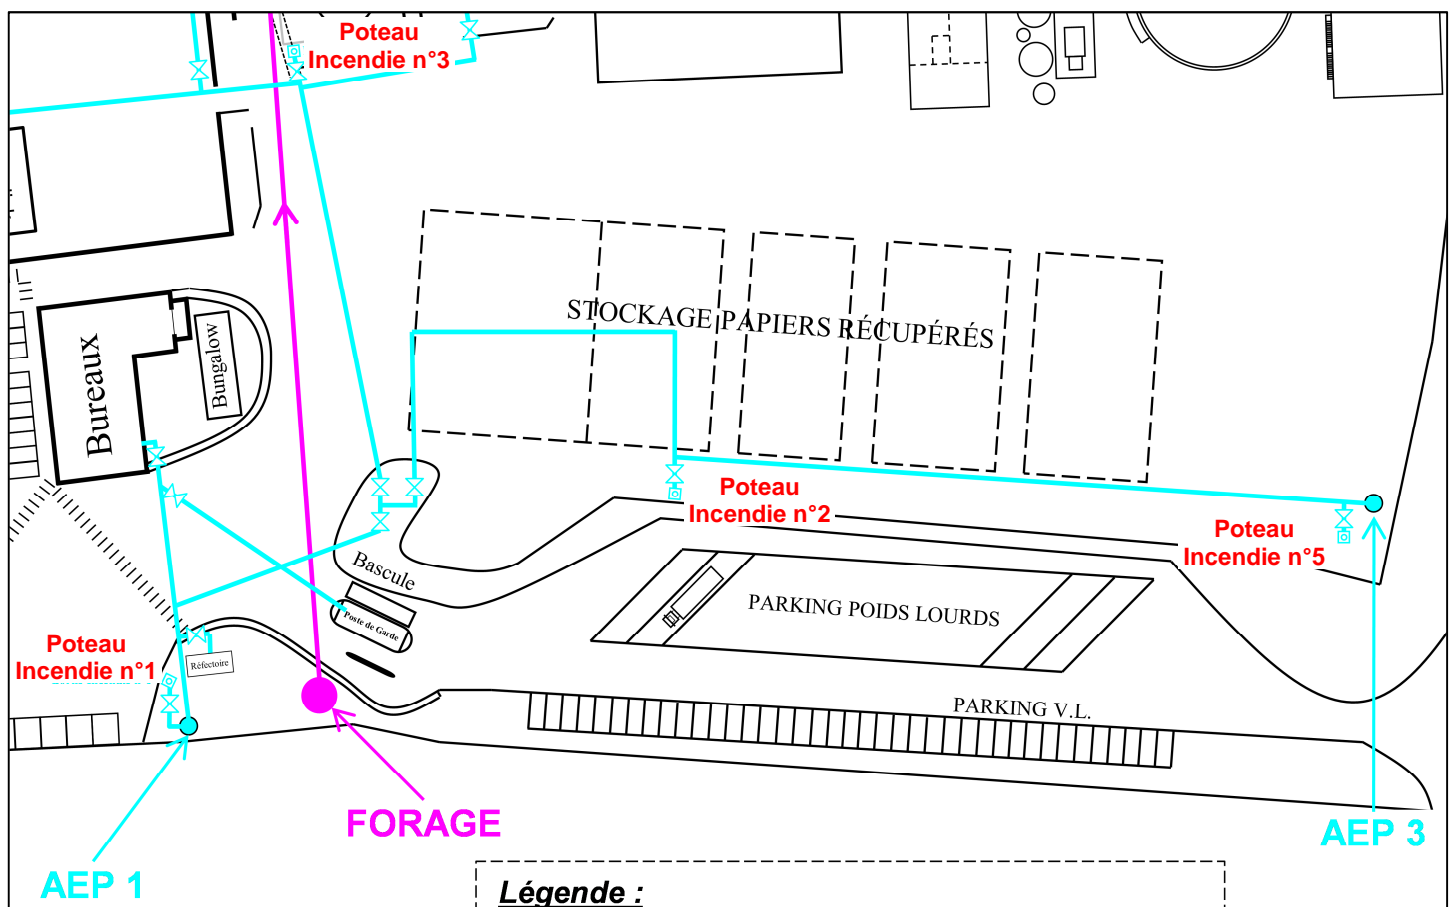 Poteau
Incendie n°3
STOCKAGE PAPIERS RÉCUPÉRÉS
Bureaux
Bungalow
Poteau
Incendie n°2
Poteau
Incendie n°5
Bascule
Poste de Garde
PARKING POIDS LOURDS
Poteau
Incendie n°1
Réfectoire
PARKING V.L.
FORAGE
AEP 3
AEP 1
Légende :